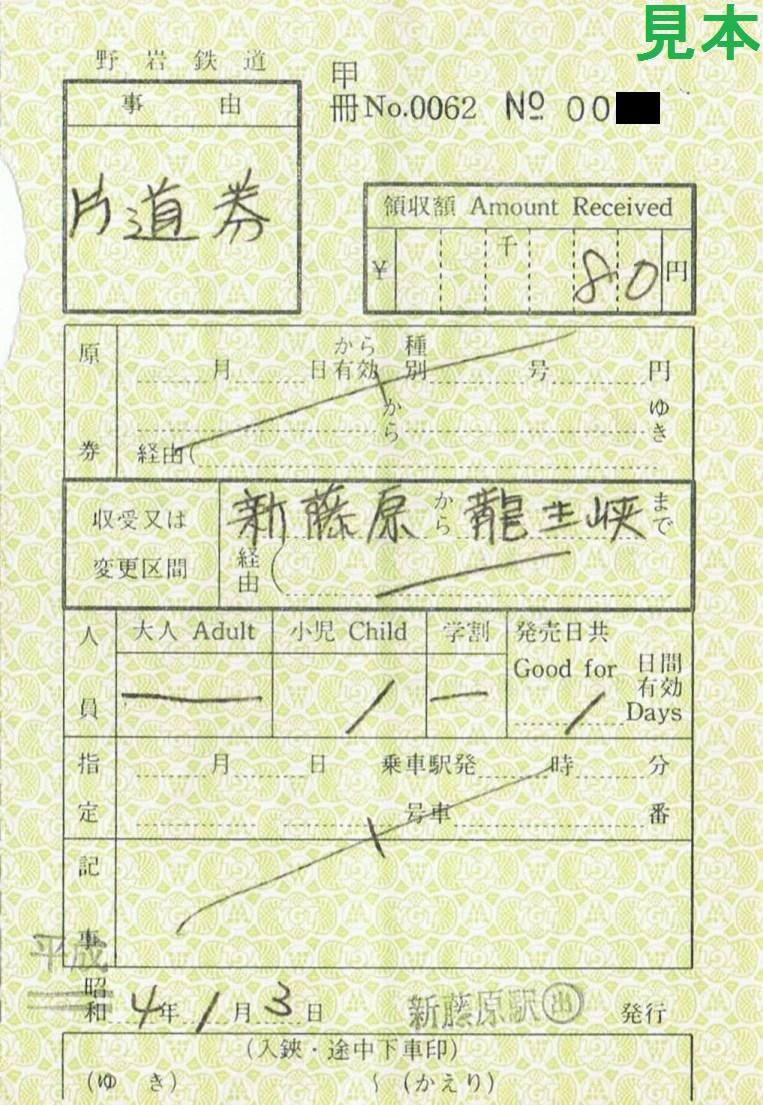 見本
野岩鉄道
甲
冊No.0062 Nº 00
事 由
片道券
領収額 Amount Received
千
¥ 80 円
原券
月 日から有効 種別 号 円
から ゆき
経由(
収受又は変更区間
新藤原から龍王峡まで
経由(
人員
大人 Adult 小児 Child 学割 発売日共
Good for 日間有効
― 1 ― 1 Days
指定
月 日 乗車駅発 時 分
号車 番
記事
平成
昭和 4年 1月 3日 新藤原駅出 発行
(入鋏・途中下車印)
(ゆ き) ~ (かえり)